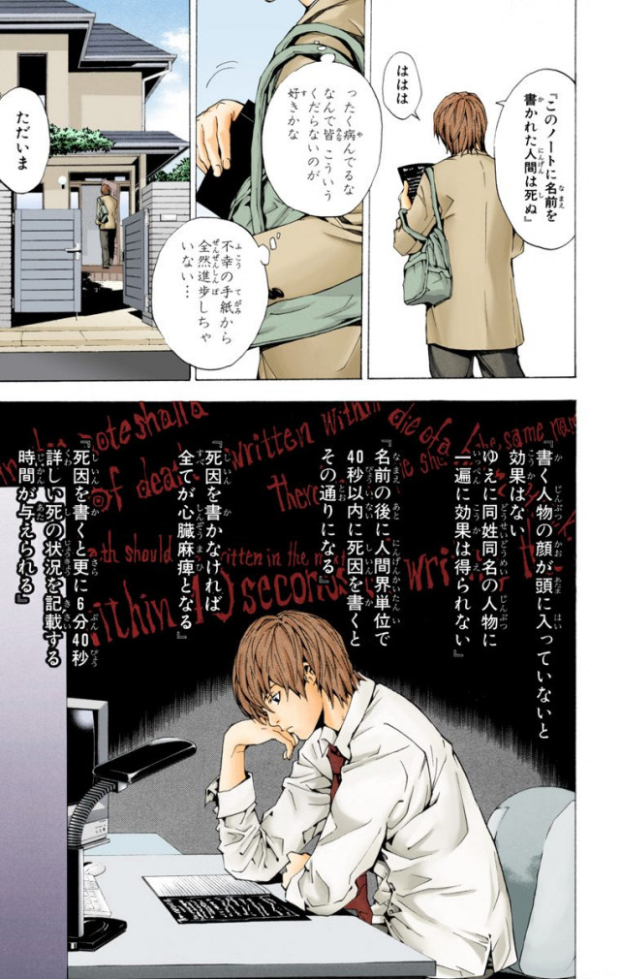 『このノートに名前を
書かれた人間は死ぬ』
ははは
ったく病んでるな
なんで皆 こういう
くだらないのが
好きかな
不幸の手紙から
全然進歩しちゃ
いない…
ただいま
『書く人物の顔が頭に入っていないと
効果はない
ゆえに同姓同名の人物に
一遍に効果は得られない』
『名前の後に人間界単位で
40秒以内に死因を書くと
その通りになる』
『死因を書かなければ
全てが心臓麻痺となる』
『死因を書くと更に6分40秒
詳しい死の状況を記載する
時間が与えられる』
note shall
die of a
the same name
of death
written within
there
she
should
written in the
within
seconds